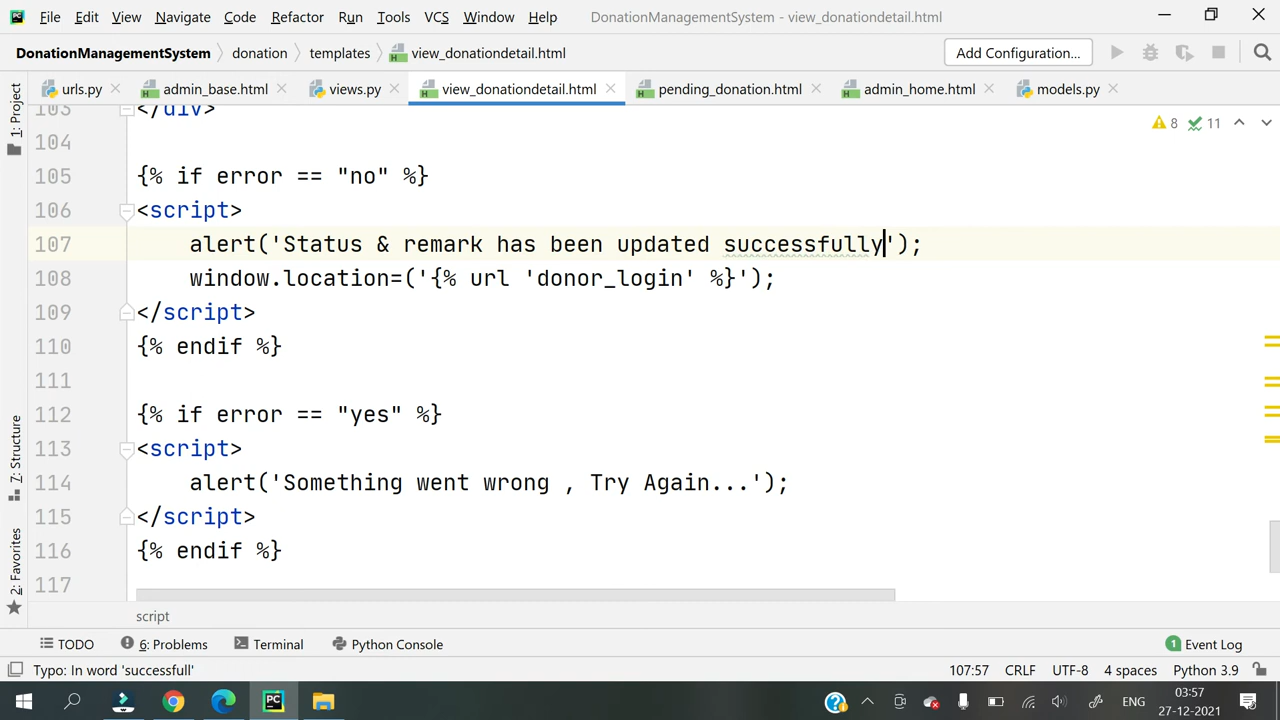 File Edit View Navigate Code Refactor Run Tools VCS Window Help DonationManagementSystem - view_donationdetail.html
DonationManagementSystem donation templates view_donationdetail.html Add Configuration...
urls.py admin_base.html views.py view_donationdetail.html pending_donation.html admin_home.html models.py
1: Project
7: Structure
2: Favorites
103 </div>
8 11
104
105 {% if error == "no" %}
106 <script>
107 alert('Status & remark has been updated successfully');
108 window.location=('{% url 'donor_login' %}');
109 </script>
110 {% endif %}
111
112 {% if error == "yes" %}
113 <script>
114 alert('Something went wrong , Try Again...');
115 </script>
116 {% endif %}
117
script
TODO 6: Problems Terminal Python Console 1 Event Log
Typo: In word 'successfull' 107:57 CRLF UTF-8 4 spaces Python 3.9
PC ENG 03:57
27-12-2021